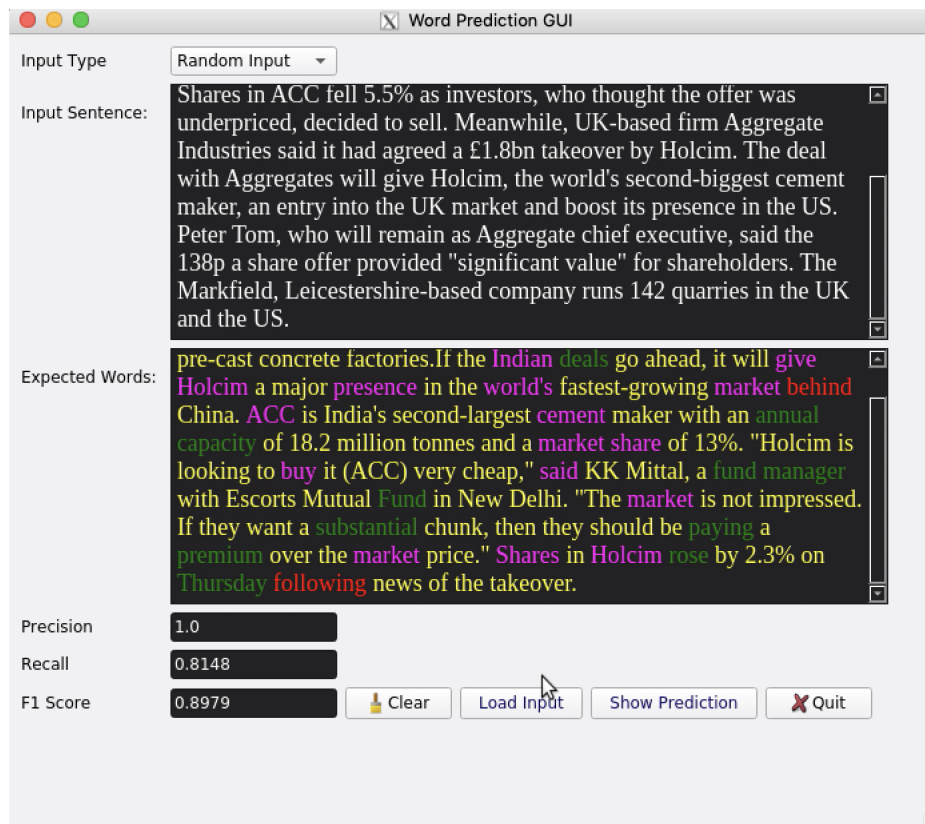 Word Prediction GUI
Input Type
Random Input
Input Sentence:
Shares in ACC fell 5.5% as investors, who thought the offer was
underpriced, decided to sell. Meanwhile, UK-based firm Aggregate
Industries said it had agreed a £1.8bn takeover by Holcim. The deal
with Aggregates will give Holcim, the world's second-biggest cement
maker, an entry into the UK market and boost its presence in the US.
Peter Tom, who will remain as Aggregate chief executive, said the
138p a share offer provided "significant value" for shareholders. The
Markfield, Leicestershire-based company runs 142 quarries in the UK
and the US.
Expected Words:
pre-cast concrete factories.If the Indian deals go ahead, it will give
Holcim a major presence in the world's fastest-growing market behind
China. ACC is India's second-largest cement maker with an annual
capacity of 18.2 million tonnes and a market share of 13%. "Holcim is
looking to buy it (ACC) very cheap," said KK Mittal, a fund manager
with Escorts Mutual Fund in New Delhi. "The market is not impressed.
If they want a substantial chunk, then they should be paying a
premium over the market price." Shares in Holcim rose by 2.3% on
Thursday following news of the takeover.
Precision
1.0
Recall
0.8148
F1 Score
0.8979
Clear
Load Input
Show Prediction
Quit